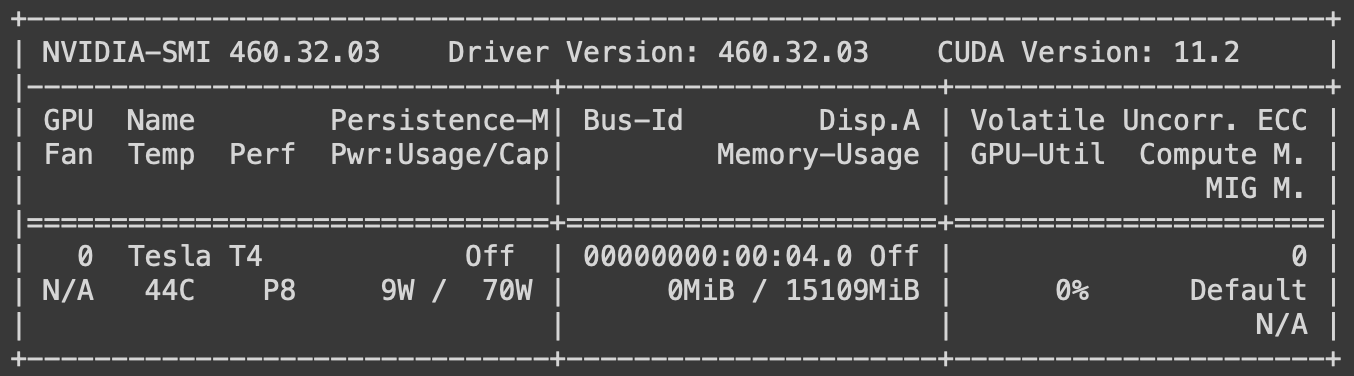 +-----------------------------------------------------------------------------+
| NVIDIA-SMI 460.32.03    Driver Version: 460.32.03    CUDA Version: 11.2     |
|-------------------------------+----------------------+----------------------+
| GPU  Name        Persistence-M| Bus-Id        Disp.A | Volatile Uncorr. ECC |
| Fan  Temp  Perf  Pwr:Usage/Cap|         Memory-Usage | GPU-Util  Compute M. |
|                               |                      |               MIG M. |
|===============================+======================+======================|
|   0  Tesla T4            Off  | 00000000:00:04.0 Off |                    0 |
| N/A   44C    P8     9W /  70W |      0MiB / 15109MiB |      0%      Default |
|                               |                      |                  N/A |
+-------------------------------+----------------------+----------------------+